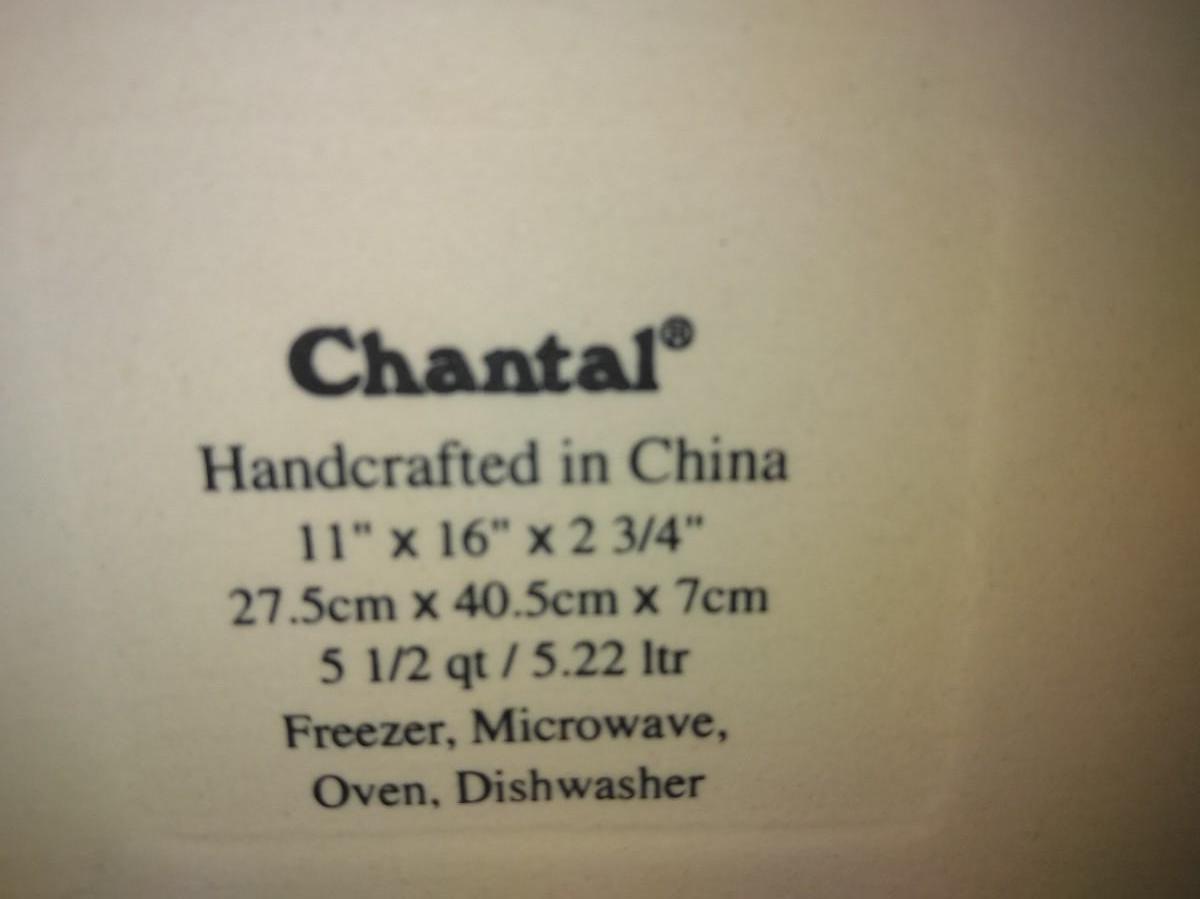 Chantal®
Handcrafted in China
11" x 16" x 2 3/4"
27.5cm x 40.5cm x 7cm
5 1/2 qt / 5.22 ltr
Freezer, Microwave,
Oven, Dishwasher